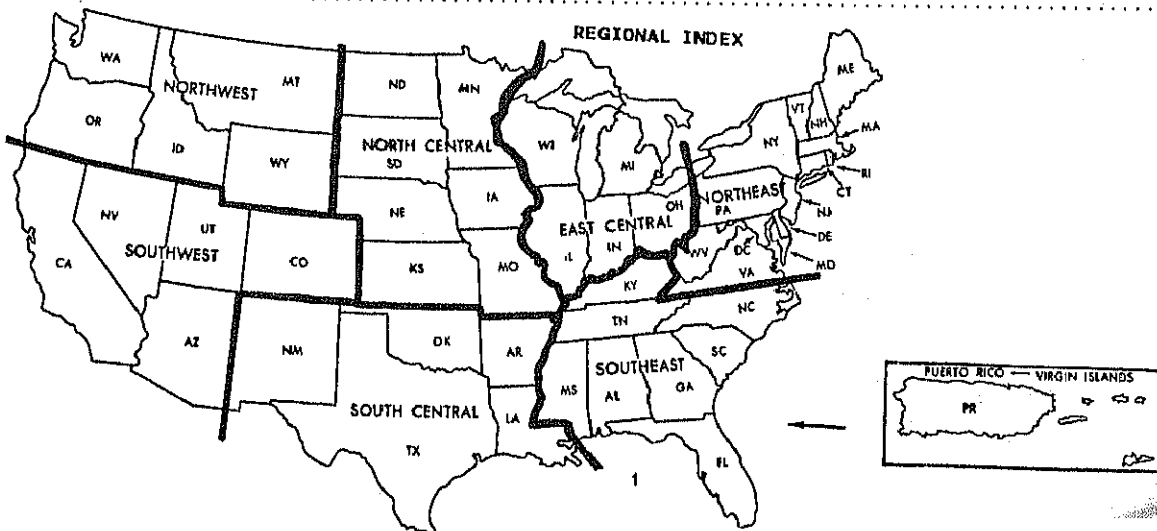 REGIONAL INDEX
WA
MT
ND
MN
ME
NORTHWEST
VT
NH
OR
MA
ID
WY
NORTH CENTRAL
SD
WI
MI
NY
RI
CT
NV
UT
NE
IA
OH
NORTHEAST
PA
NJ
EAST CENTRAL
IN
DE
SOUTHWEST
CA
CO
KS
MO
IL
WV
DC
VA
MD
KY
NC
TN
AZ
NM
OK
AR
SC
SOUTHEAST
MS
AL
GA
PUERTO RICO — VIRGIN ISLANDS
PR
SOUTH CENTRAL
LA
TX
FL
1